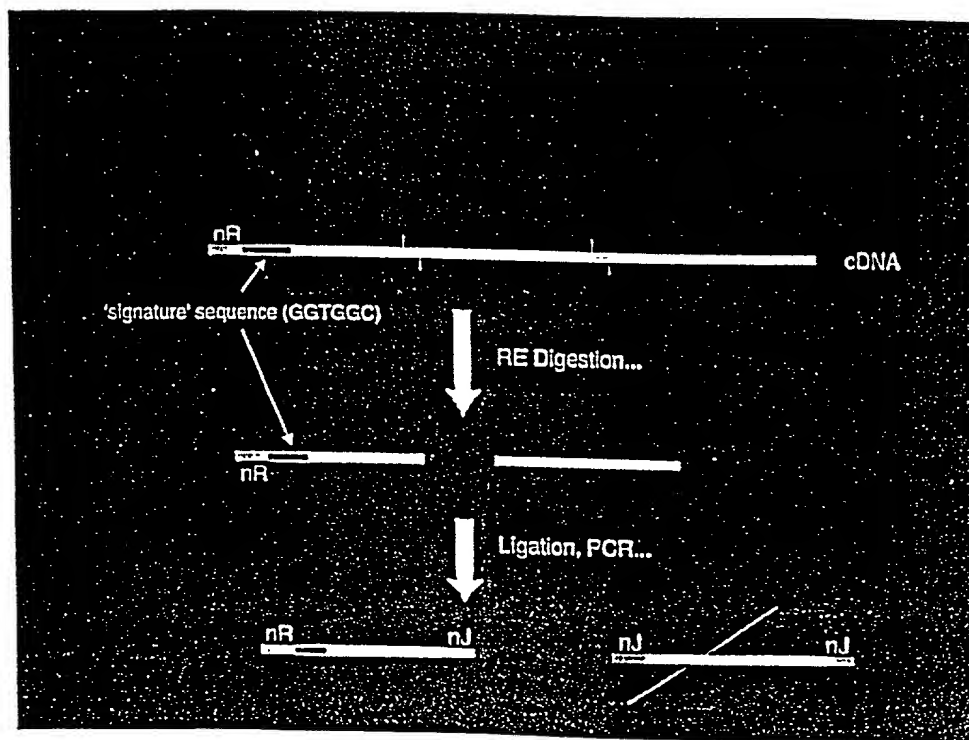 nR
cDNA
'signature' sequence (GGTGGC)
RE Digestion...
nR
Ligation, PCR...
nR
nJ
nJ
nJ